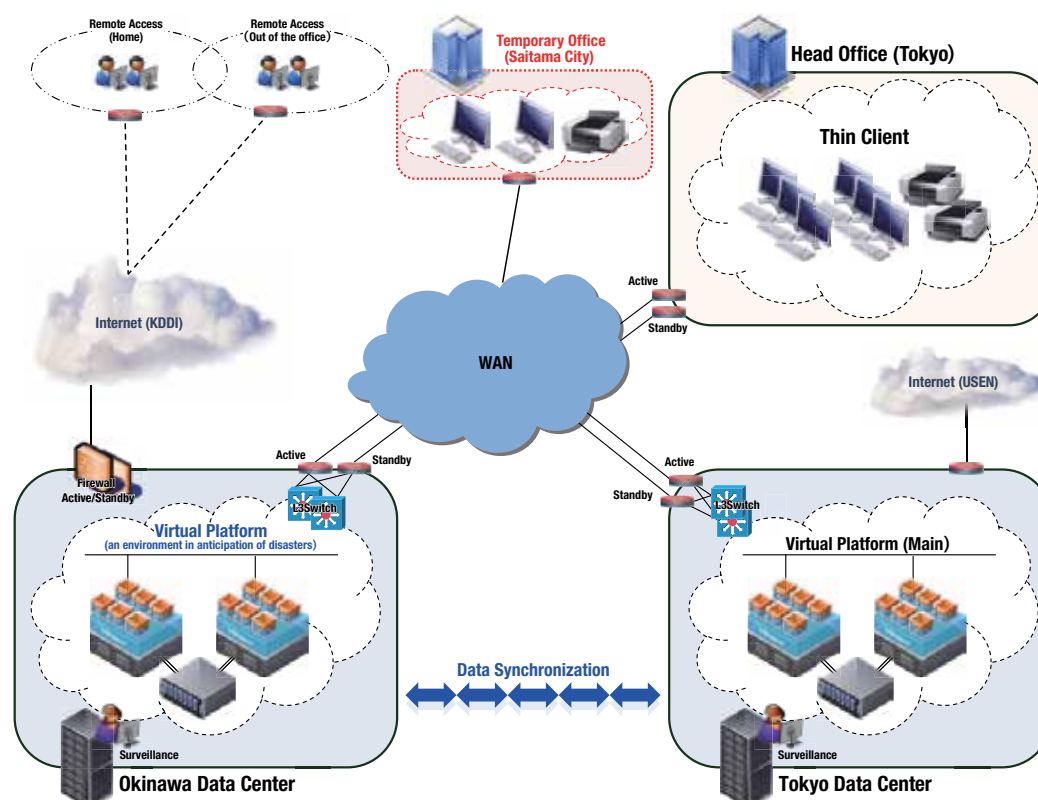 Remote Access
(Home)
Remote Access
(Out of the office)
Temporary Office
(Saitama City)
Head Office (Tokyo)
Thin Client
Internet (KDDI)
WAN
Active
Standby
Internet (USEN)
Firewall
Active/Standby
Active
Standby
L3Switch
Active
Standby
L3Switch
Virtual Platform
(an environment in anticipation of disasters)
Virtual Platform (Main)
Data Synchronization
Surveillance
Okinawa Data Center
Surveillance
Tokyo Data Center